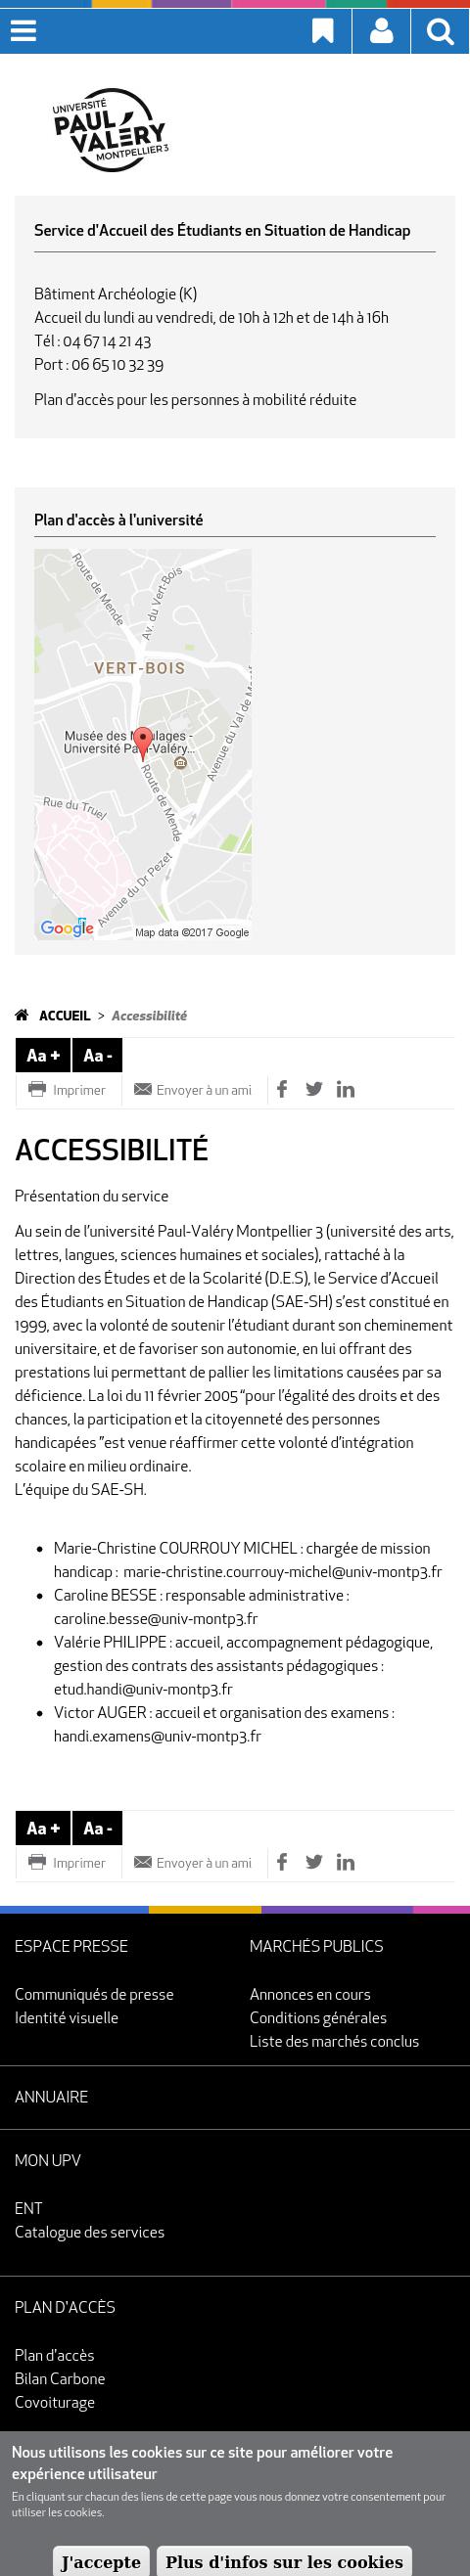 UNIVERSITÉ
PAUL
VALÉRY
MONTPELLIER 3
Service d'Accueil des Étudiants en Situation de Handicap
Bâtiment Archéologie (K)
Accueil du lundi au vendredi, de 10h à 12h et de 14h à 16h
Tél : 04 67 14 21 43
Port : 06 65 10 32 39
Plan d'accès pour les personnes à mobilité réduite
Plan d'accès à l'université
Route de Mende
Av. du Vert-Bois
VERT-BOIS
Musée des Moulages -
Université Paul-Valéry...
Avenue du Val de
Route de Mende
Rue du Truel
Avenue du Dr Pezet
Google
Map data ©2017 Google
ACCUEIL > Accessibilité
Aa + Aa -
Imprimer Envoyer à un ami
ACCESSIBILITÉ
Présentation du service
Au sein de l’université Paul-Valéry Montpellier 3 (université des arts,
lettres, langues, sciences humaines et sociales), rattaché à la
Direction des Études et de la Scolarité (D.E.S), le Service d’Accueil
des Étudiants en Situation de Handicap (SAE-SH) s’est constitué en
1999, avec la volonté de soutenir l’étudiant durant son cheminement
universitaire, et de favoriser son autonomie, en lui offrant des
prestations lui permettant de pallier les limitations causées par sa
déficience. La loi du 11 février 2005 “pour l’égalité des droits et des
chances, la participation et la citoyenneté des personnes
handicapées ”est venue réaffirmer cette volonté d’intégration
scolaire en milieu ordinaire.
L’équipe du SAE-SH.
• Marie-Christine COURROUY MICHEL : chargée de mission
handicap : marie-christine.courrouy-michel@univ-montp3.fr
• Caroline BESSE : responsable administrative :
caroline.besse@univ-montp3.fr
• Valérie PHILIPPE : accueil, accompagnement pédagogique,
gestion des contrats des assistants pédagogiques :
etud.handi@univ-montp3.fr
• Victor AUGER : accueil et organisation des examens :
handi.examens@univ-montp3.fr
Aa + Aa -
Imprimer Envoyer à un ami
ESPACE PRESSE
Communiqués de presse
Identité visuelle
MARCHÉS PUBLICS
Annonces en cours
Conditions générales
Liste des marchés conclus
ANNUAIRE
MON UPV
ENT
Catalogue des services
PLAN D'ACCÈS
Plan d'accès
Bilan Carbone
Covoiturage
Nous utilisons les cookies sur ce site pour améliorer votre
expérience utilisateur
En cliquant sur chacun des liens de cette page vous nous donnez votre consentement pour
utiliser les cookies.
J'accepte Plus d'infos sur les cookies